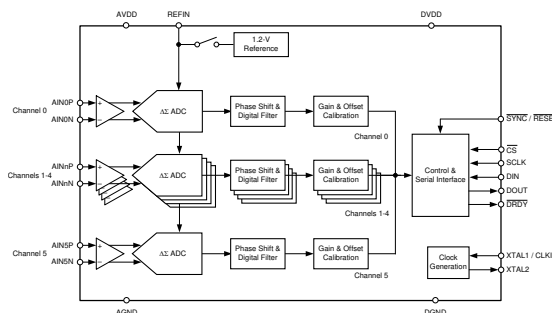 AVDD
REFIN
DVDD
1.2-V
Reference
Channel 0
AIN0P
AIN0N
+
−
ΔΣ ADC
Phase Shift &
Digital Filter
Gain & Offset
Calibration
Channel 0
SYNC / RESE
CS
SCLK
DIN
DOUT
DRDY
Control &
Serial Interface
Channels 1-4
AINnP
AINnN
+
−
ΔΣ ADC
Phase Shift &
Digital Filter
Gain & Offset
Calibration
Channels 1-4
Channel 5
AIN5P
AIN5N
+
−
ΔΣ ADC
Phase Shift &
Digital Filter
Gain & Offset
Calibration
Channel 5
Clock
Generation
XTAL1 / CLKI
XTAL2
AGND
DGND